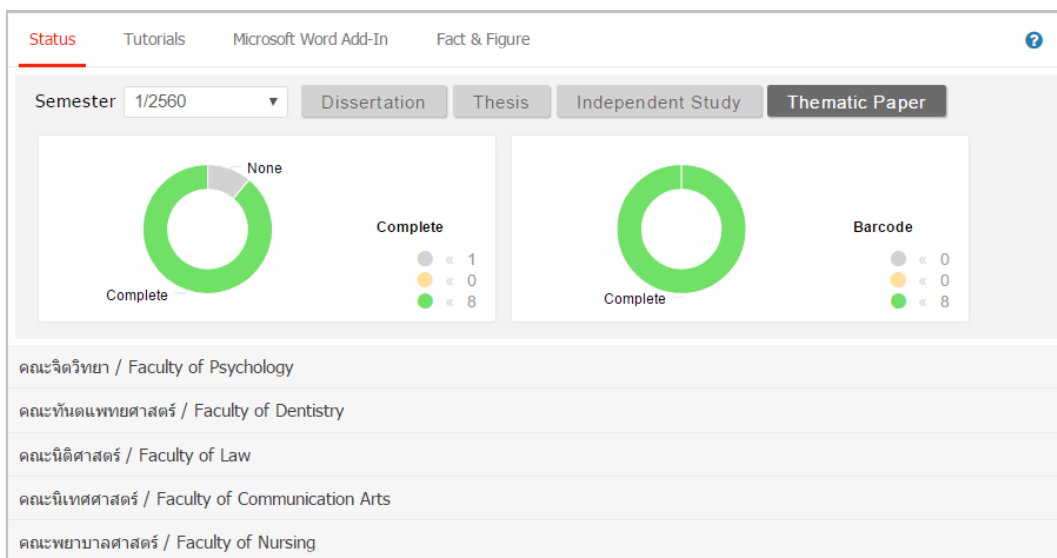 Status Tutorials Microsoft Word Add-In Fact & Figure ?
Semester 1/2560 ▼ Dissertation Thesis Independent Study Thematic Paper
None
Complete
Complete
« 1
« 0
« 8
Barcode
Complete
« 0
« 0
« 8
คณะจิตวิทยา / Faculty of Psychology
คณะทันตแพทยศาสตร์ / Faculty of Dentistry
คณะนิติศาสตร์ / Faculty of Law
คณะนิเทศศาสตร์ / Faculty of Communication Arts
คณะพยาบาลศาสตร์ / Faculty of Nursing